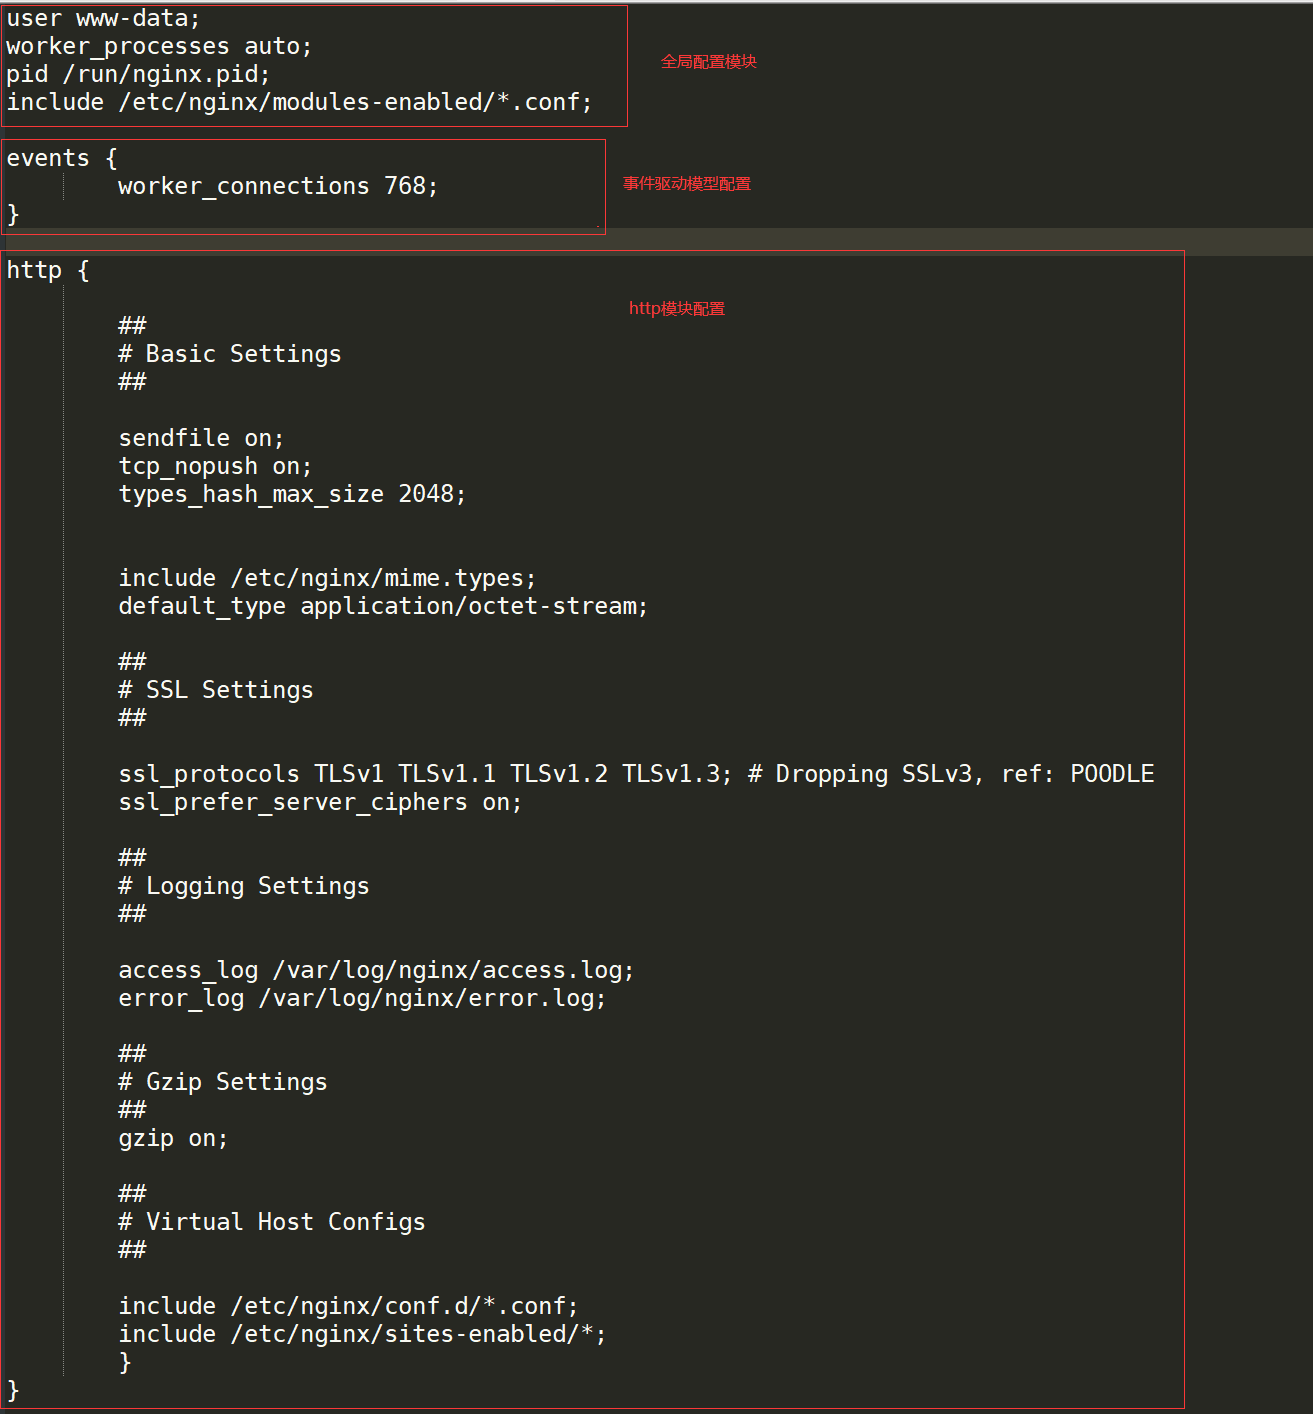 user www-data;
worker_processes auto;
全局配置模块
pid /run/nginx.pid;
include /etc/nginx/modules-enabled/*.conf;
events {
worker_connections 768;
事件驱动模型配置
}
http {
http模块配置
##
# Basic Settings
##
sendfile on;
tcp_nopush on;
types_hash_max_size 2048;
include /etc/nginx/mime.types;
default_type application/octet-stream;
##
# SSL Settings
##
ssl_protocols TLSv1 TLSv1.1 TLSv1.2 TLSv1.3; # Dropping SSLv3, ref: POODLE
ssl_prefer_server_ciphers on;
##
# Logging Settings
##
access_log /var/log/nginx/access.log;
error_log /var/log/nginx/error.log;
##
# Gzip Settings
##
gzip on;
##
# Virtual Host Configs
##
include /etc/nginx/conf.d/*.conf;
include /etc/nginx/sites-enabled/*;
}
}